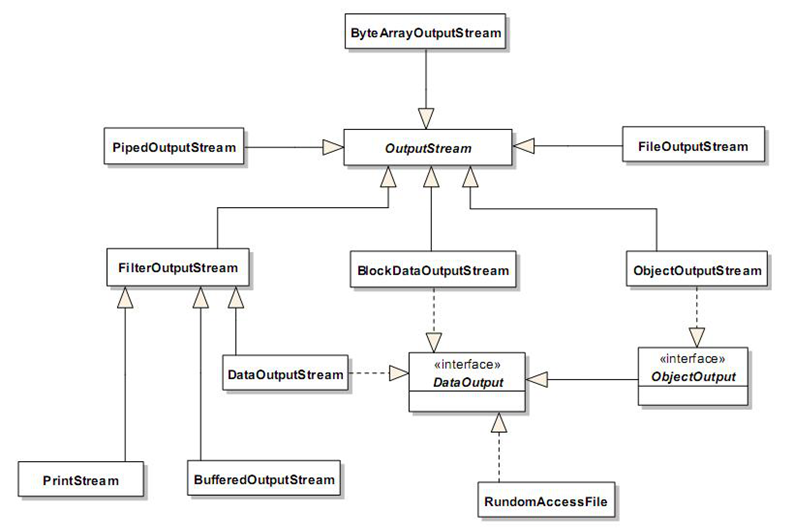 ByteArrayOutputStream
PipedOutputStream
OutputStream
FileOutputStream
FilterOutputStream
BlockDataOutputStream
ObjectOutputStream
DataOutputStream
«interface»
DataOutput
«interface»
ObjectOutput
PrintStream
BufferedOutputStream
RundomAccessFile